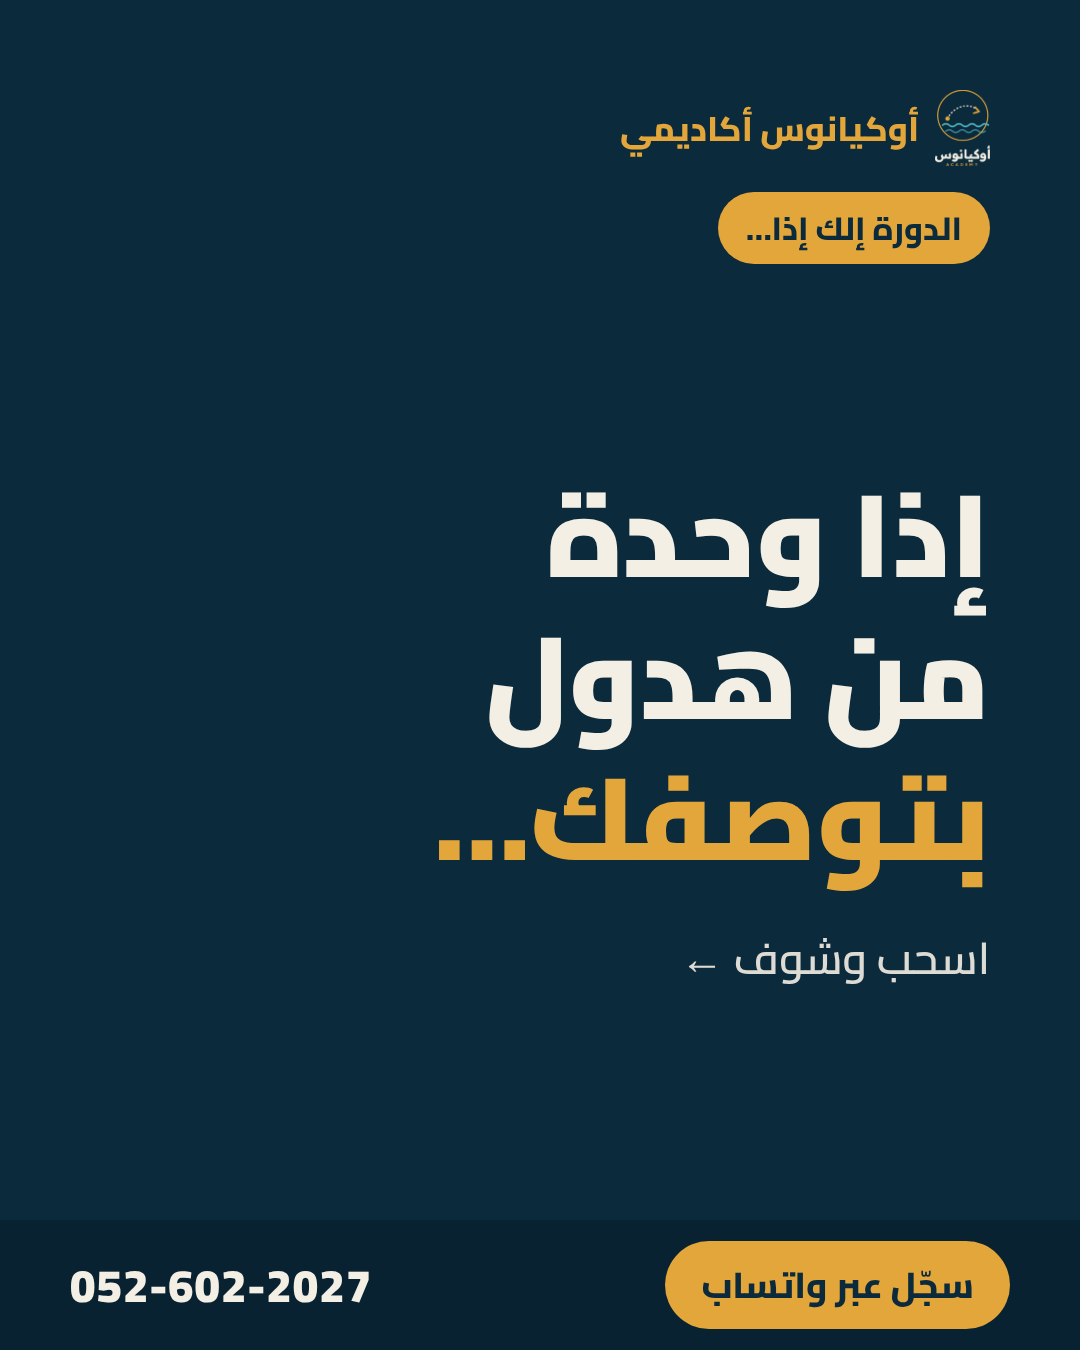 أوكيانوس أكاديمي
أوكيانوس
ACADEMY
الدورة إلك إذا...
إذا وحدة
من هدول
بتوصفك...
اسحب وشوف ←
سجّل عبر واتساب
052-602-2027